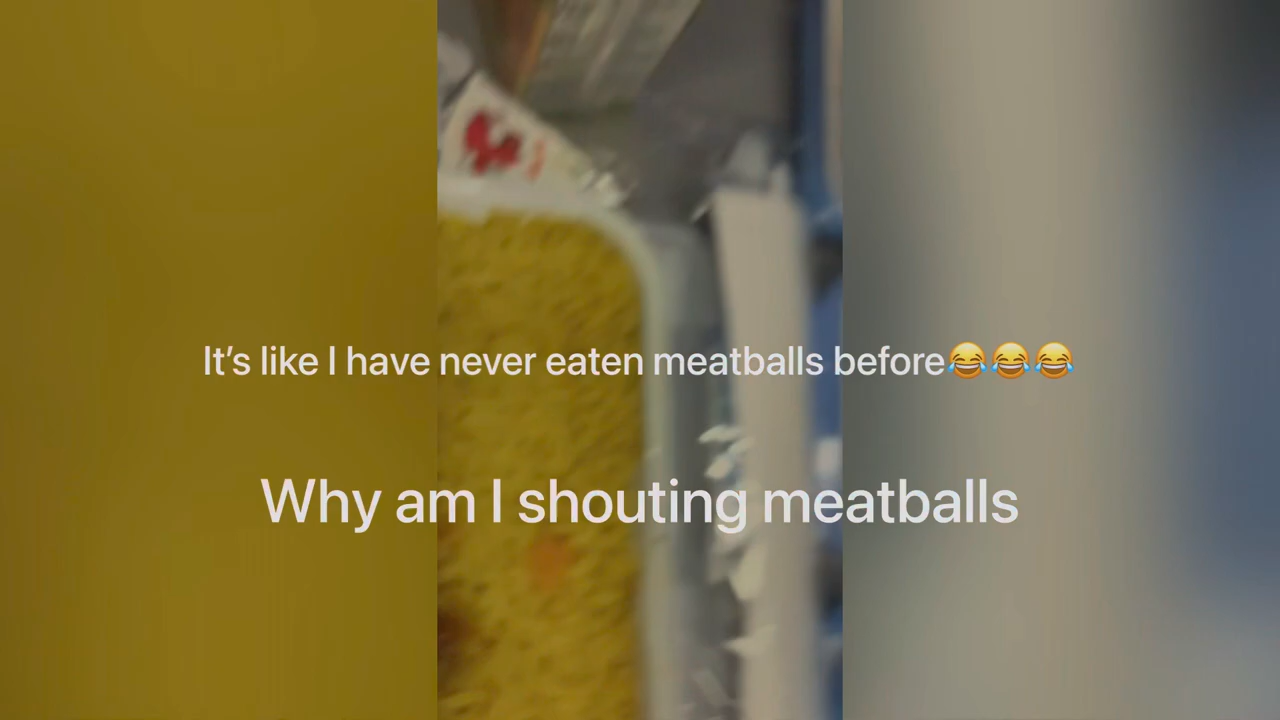 It’s like I have never eaten meatballs before😂😂😂
Why am I shouting meatballs